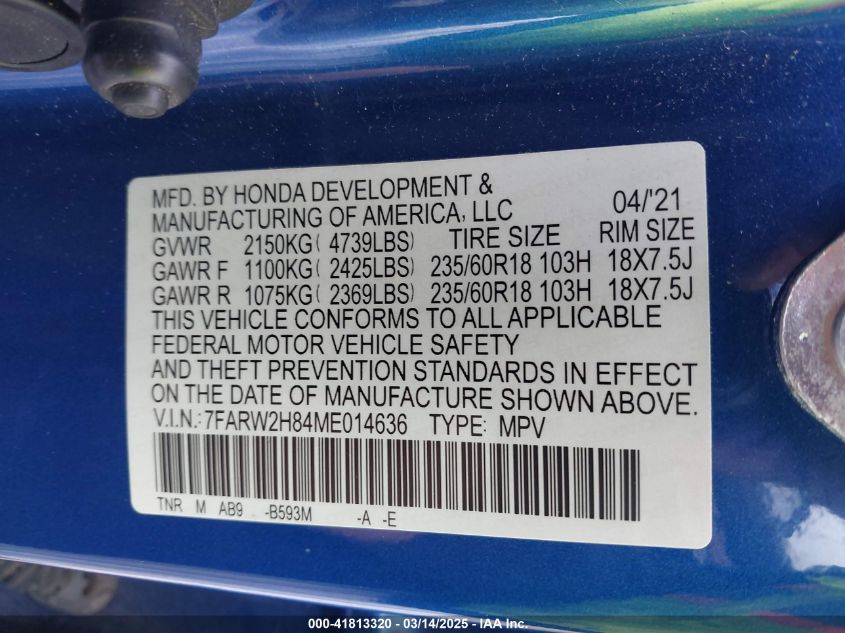 MFD. BY HONDA DEVELOPMENT &
MANUFACTURING OF AMERICA, LLC 04/'21
GVWR 2150KG( 4739LBS) TIRE SIZE RIM SIZE
GAWR F 1100KG( 2425LBS) 235/60R18 103H 18X7.5J
GAWR R 1075KG( 2369LBS) 235/60R18 103H 18X7.5J
THIS VEHICLE CONFORMS TO ALL APPLICABLE
FEDERAL MOTOR VEHICLE SAFETY
AND THEFT PREVENTION STANDARDS IN EFFECT
ON THE DATE OF MANUFACTURE SHOWN ABOVE.
V.I.N.:7FARW2H84ME014636 TYPE: MPV
TNR M AB9 -B593M -A -E
000-41813320 - 03/14/2025 - WWW.IAAI.COM